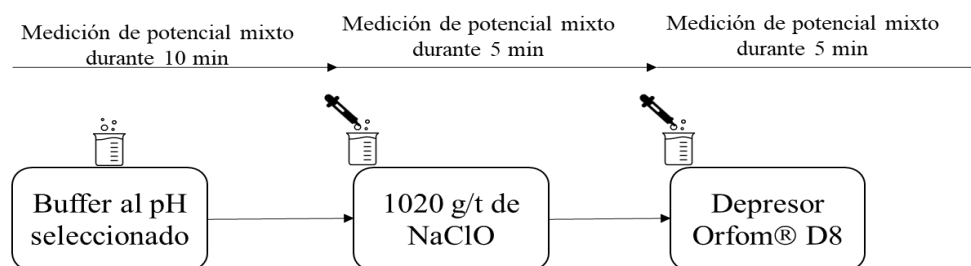 Medición de potencial mixto
durante 10 min
Medición de potencial mixto
durante 5 min
Medición de potencial mixto
durante 5 min
Buffer al pH
seleccionado
1020 g/t de
NaClO
Depresor
Orfom® D8